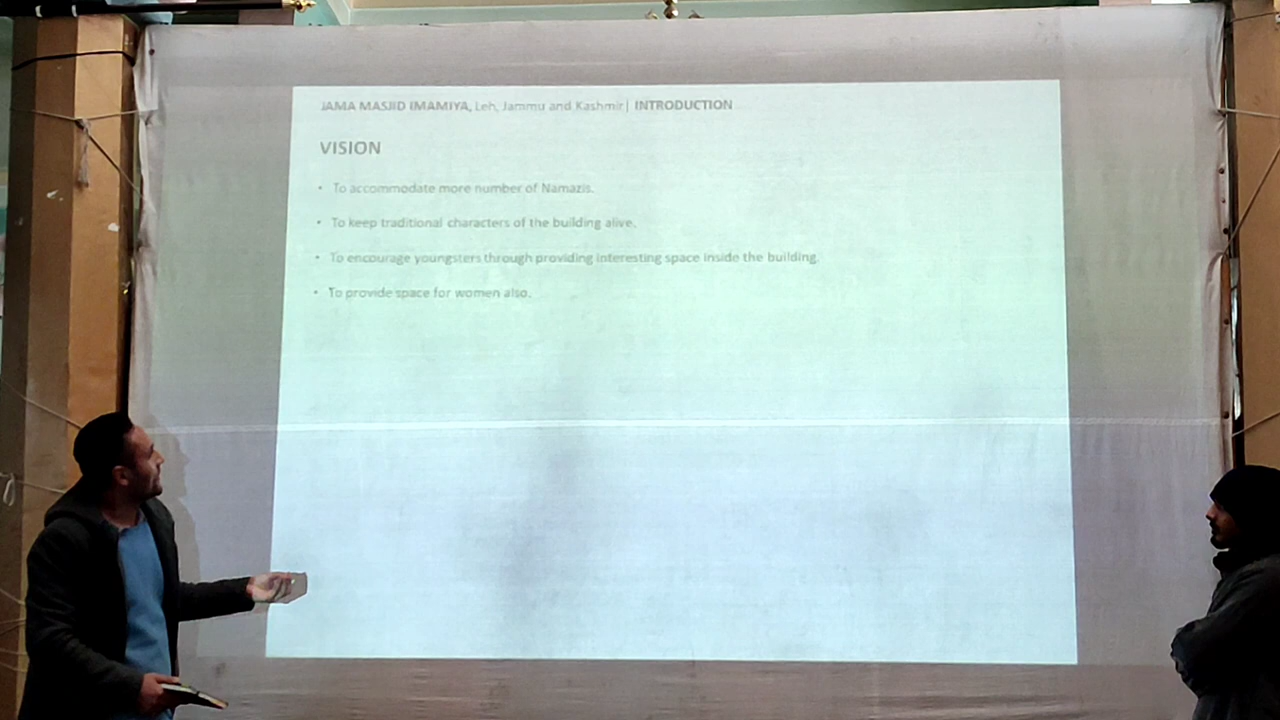 JAMA MASJID IMAMIYA, Leh, Jammu and Kashmir| INTRODUCTION
VISION
• To accommodate more number of Namazis.
• To keep traditional characters of the building alive.
• To encourage youngsters through providing interesting space inside the building.
• To provide space for women also.